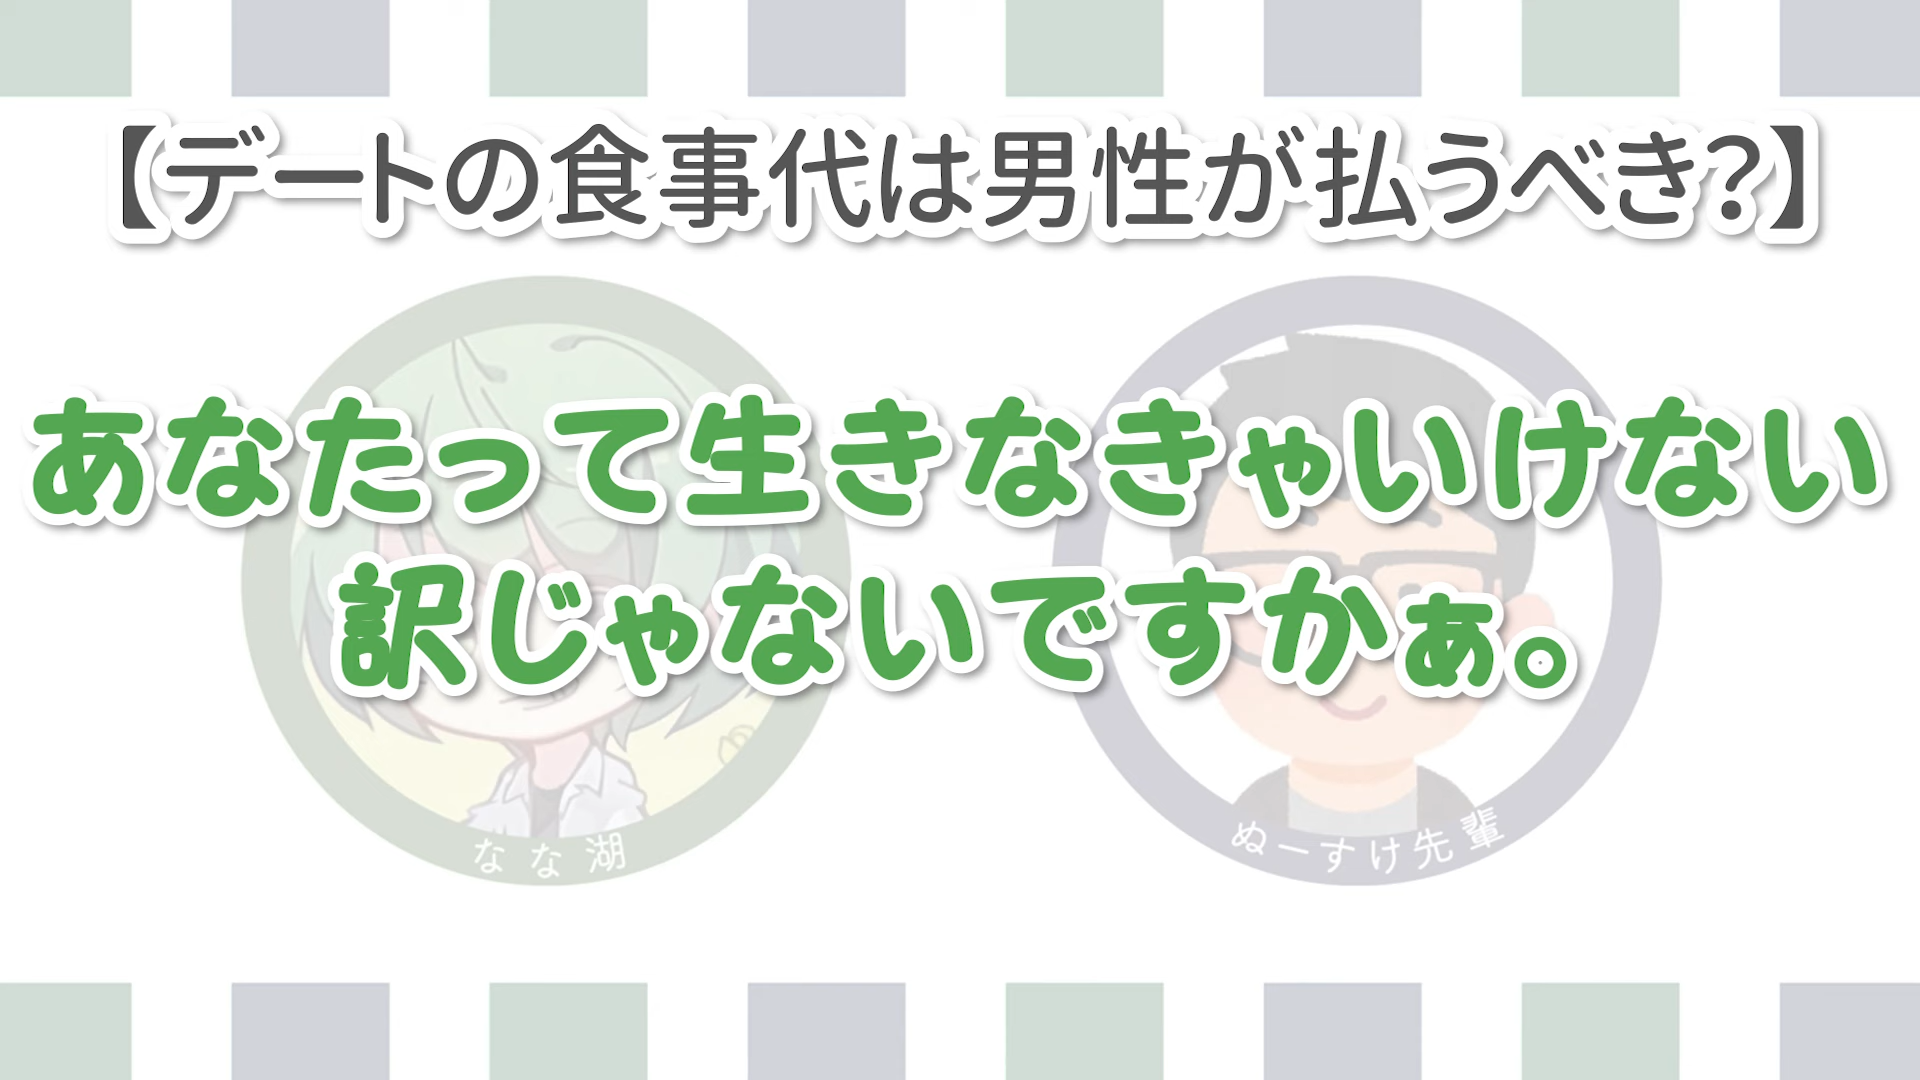 【デートの食事代は男性が払うべき?】
あなたって生きなきゃいけない
訳じゃないですかぁ。
なな湖
ぬーすけ先輩